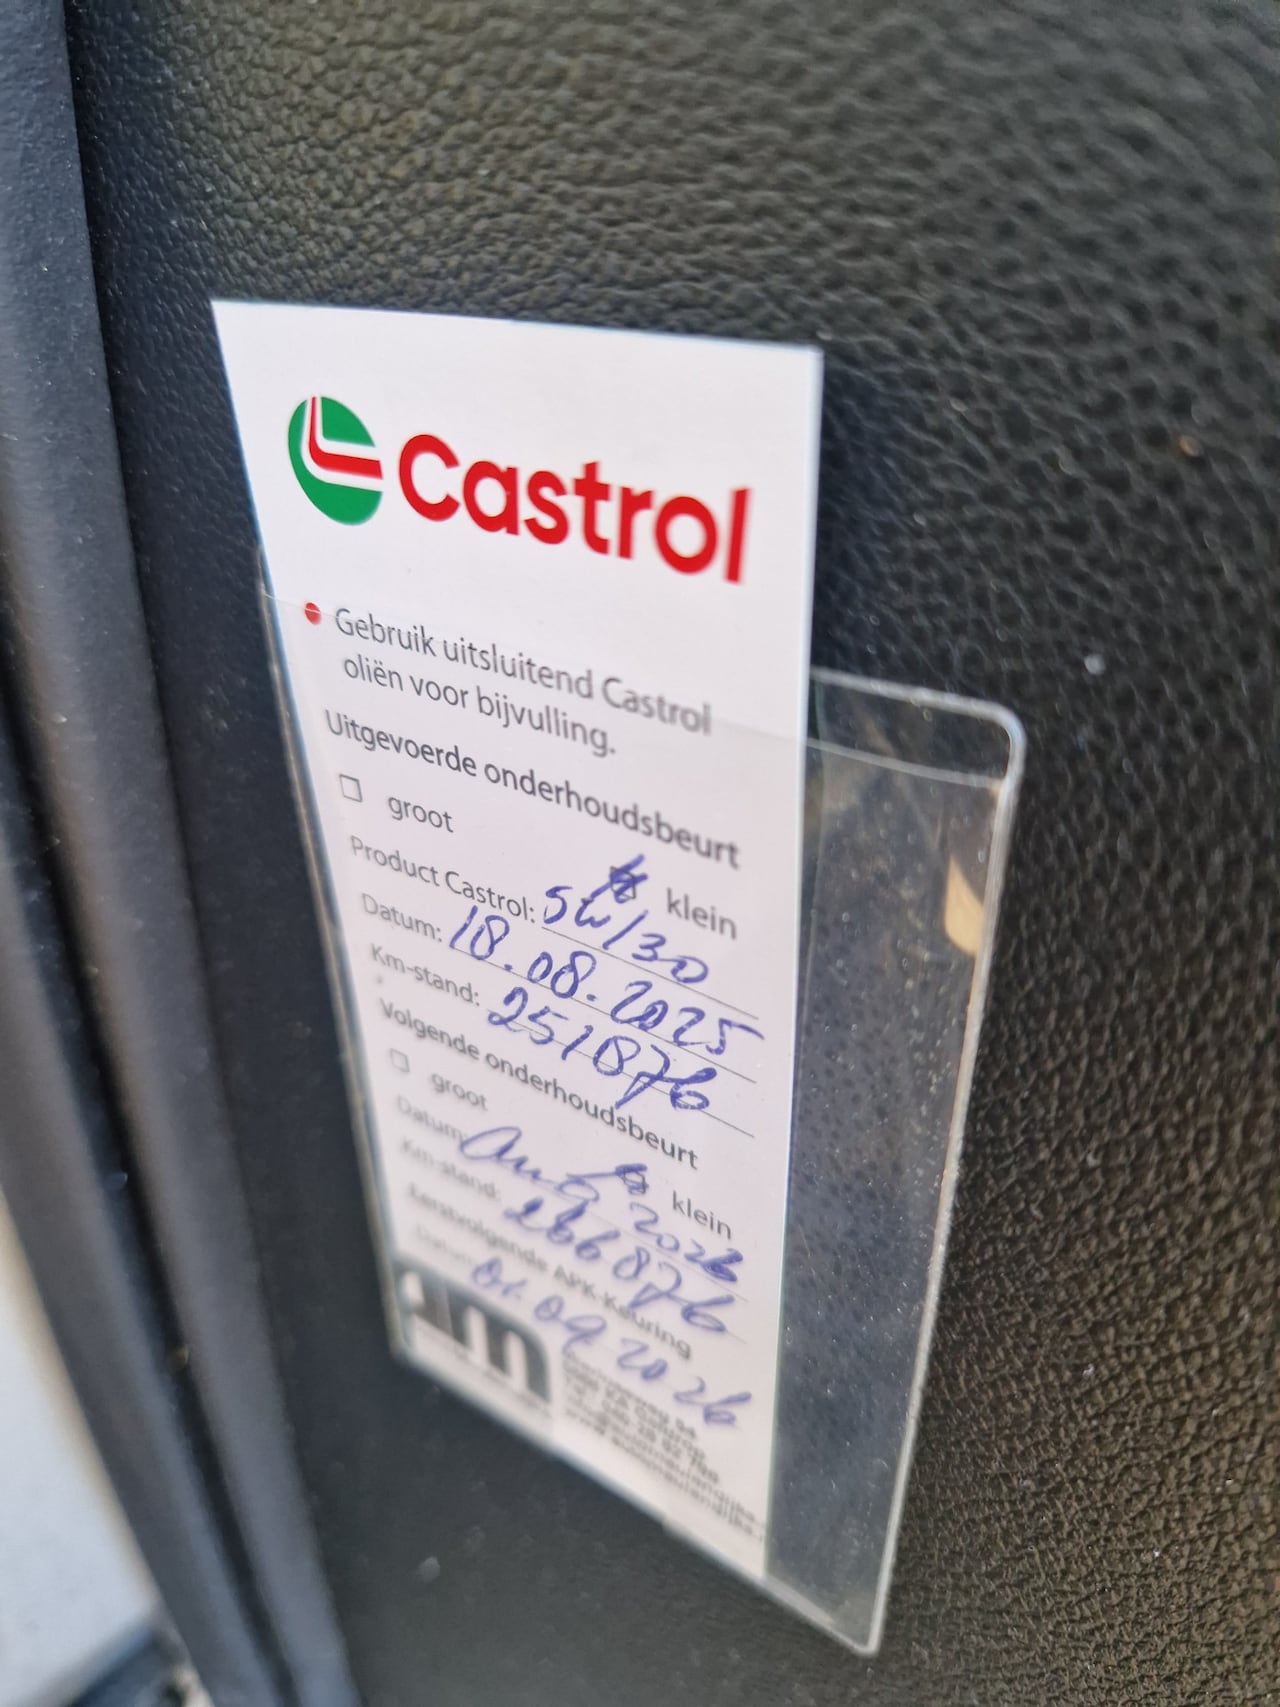 Castrol
Gebruik uitsluitend Castrol
oliën voor bijvulling.
Uitgevoerde onderhoudsbeurt
groot klein
Product Castrol: 5W/30
Datum: 18.08.2025
Km-stand: 251876
Volgende onderhoudsbeurt
groot klein
Datum: Aug 2026
Km-stand: 266876
Eerstvolgende APK-Keuring
Datum: 01.09 2026